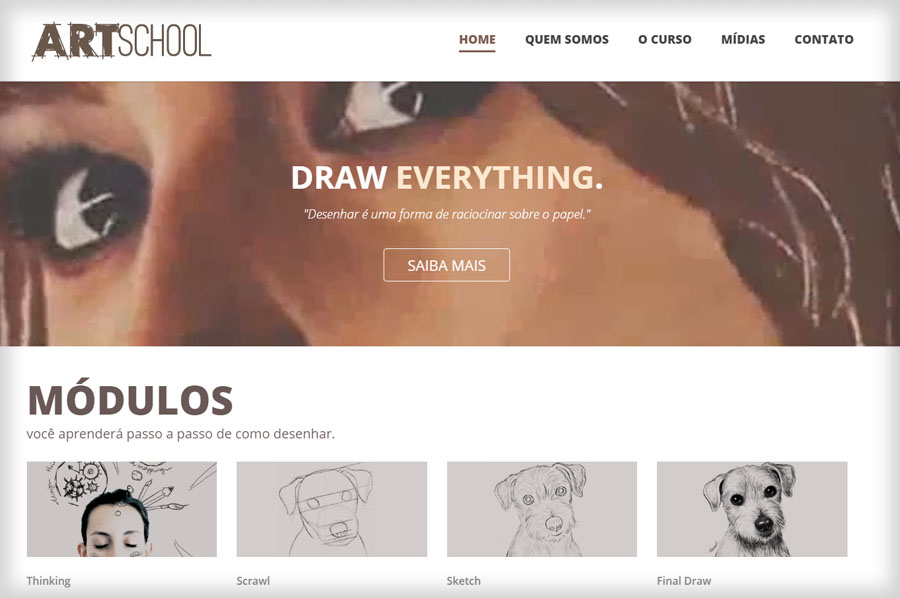 ARTSCHOOL
HOME QUEM SOMOS O CURSO MÍDIAS CONTATO
DRAW EVERYTHING.
"Desenhar é uma forma de raciocinar sobre o papel."
SAIBA MAIS
MÓDULOS
você aprenderá passo a passo de como desenhar.
Thinking Scrawl Sketch Final Draw